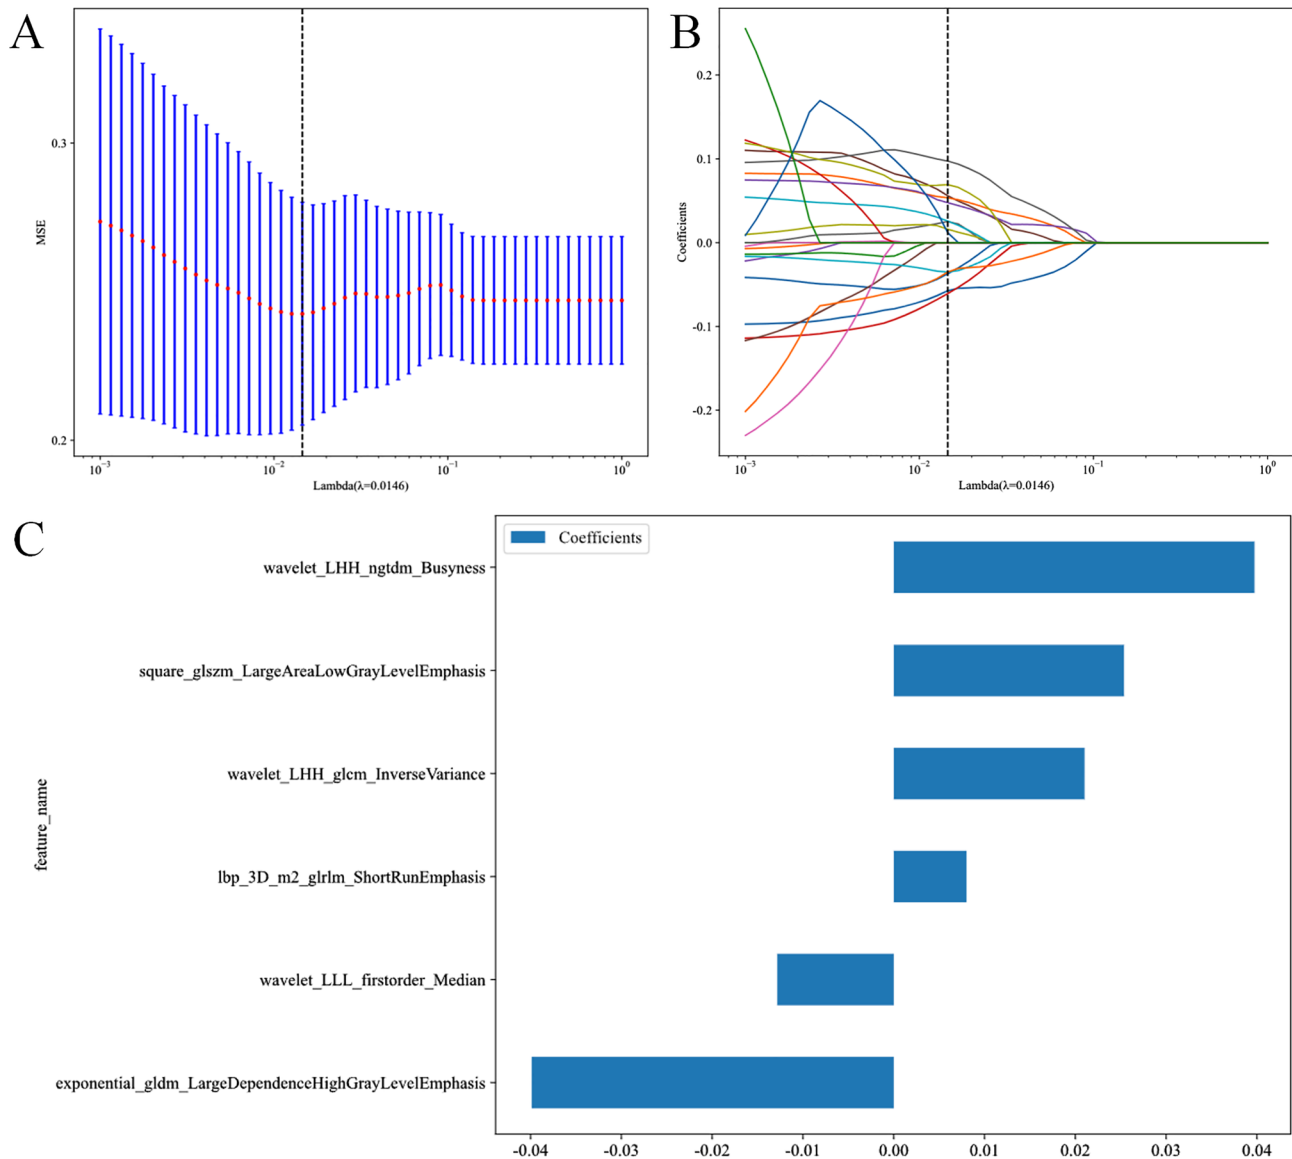 A
MSE
0.3
0.2
10⁻³
10⁻²
10⁻¹
10⁰
Lambda(λ=0.0146)
B
Coefficients
0.2
0.1
0.0
-0.1
-0.2
10⁻³
10⁻²
10⁻¹
10⁰
Lambda(λ=0.0146)
C
Coefficients
feature_name
wavelet_LHH_ngtdm_Busyness
square_glszm_LargeAreaLowGrayLevelEmphasis
wavelet_LHH_glcm_InverseVariance
lbp_3D_m2_glrlm_ShortRunEmphasis
wavelet_LLL_firstorder_Median
exponential_gldm_LargeDependenceHighGrayLevelEmphasis
-0.04
-0.03
-0.02
-0.01
0.00
0.01
0.02
0.03
0.04